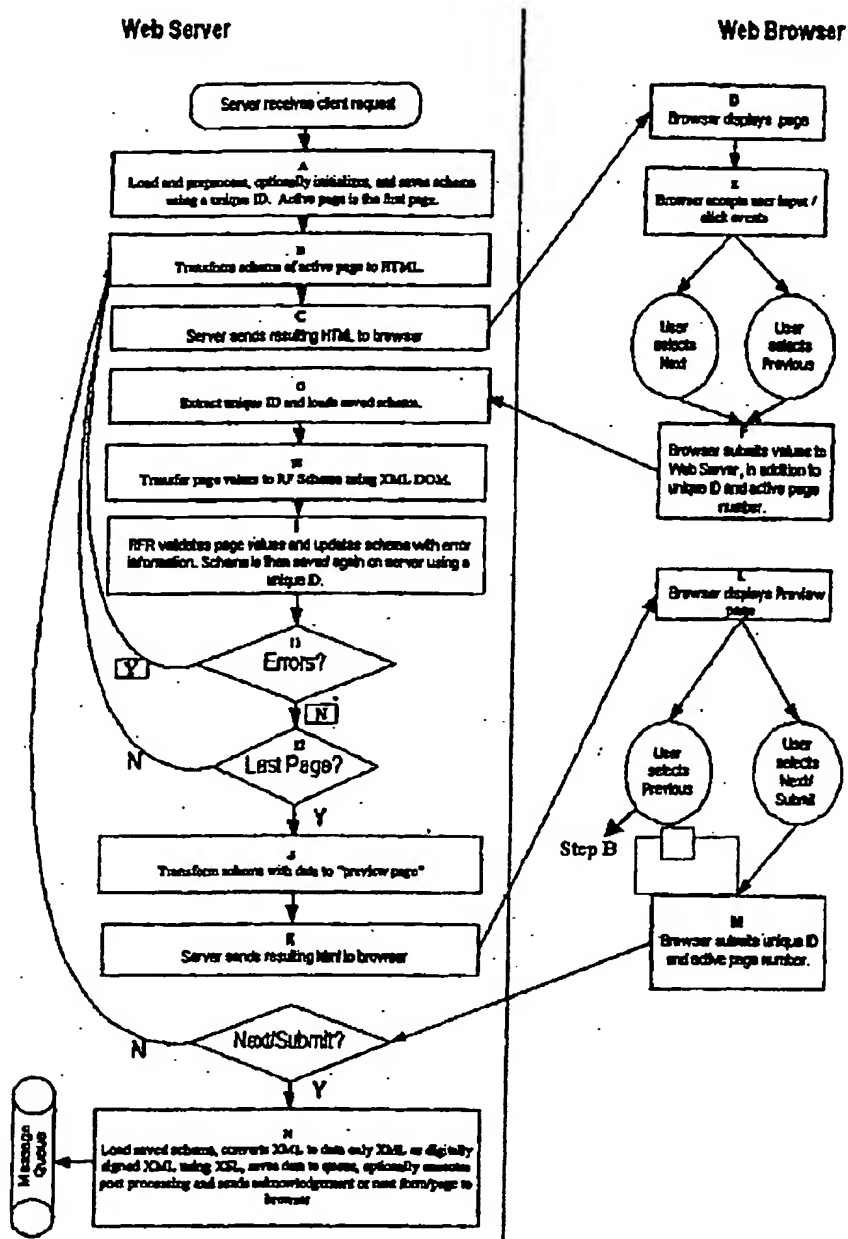 Web Server
Web Browser
Server receives client request
A
Load and preprocess, optionally initializes, and saves schema
using a unique ID. Active page is the first page.
B
Transform schema of active page to HTML.
C
Server sends resulting HTML to browser
D
Browser displays page
E
Browser accepts user input /
click events
User
selects
Next
User
selects
Previous
F
Browser submits values to
Web Server, in addition to
unique ID and active page
number.
G
Extract unique ID and loads saved schema.
H
Transfer page values to RF Schema using XML DOM.
I
RFR validates page values and updates schema with error
information. Schema is then saved again on server using a
unique ID.
I1
Errors?
Y
N
I2
Last Page?
N
Y
J
Transform schema with data to "preview page"
K
Server sends resulting html to browser
L
Browser displays Preview
page
User
selects
Previous
User
selects
Next/
Submit
Step B
M
Browser submits unique ID
and active page number.
Next/Submit?
N
Y
N
Load saved schema, converts XML to data only XML or digitally
signed XML using XSL, saves data to queue, optionally executes
post processing and sends acknowledgment or next form/page to
browser
Message
Queue